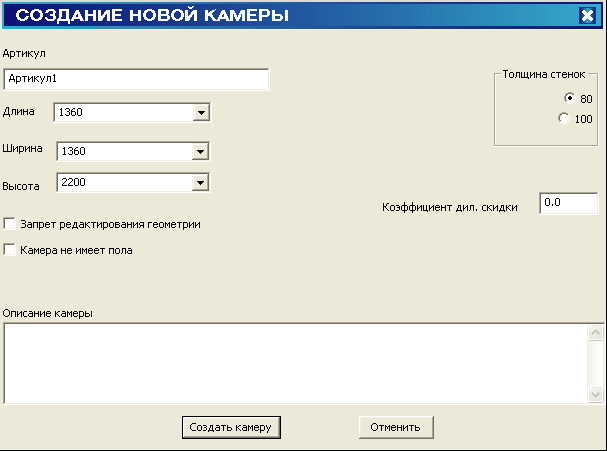 СОЗДАНИЕ НОВОЙ КАМЕРЫ
Артикул
Артикул1
Толщина стенок
80
100
Длина 1360
Ширина 1360
Высота 2200
Коэффициент дил. скидки 0.0
Запрет редактирования геометрии
Камера не имеет пола
Описание камеры
Создать камеру Отменить